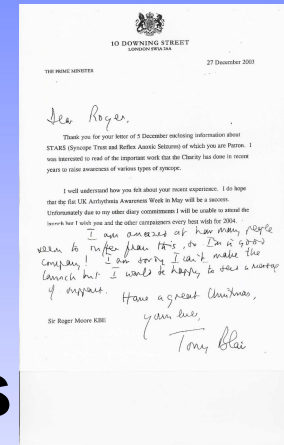 10 DOWNING STREET
LONDON SW1A 2AA
27 December 2003
THE PRIME MINISTER
Dear Roger,
Thank you for your letter of 5 December enclosing information about
STARS (Syncope Trust and Reflex Anoxic Seizures) of which you are Patron. I
was interested to read of the important work that the Charity has done in recent
years to raise awareness of various types of syncope.
I well understand how you felt about your recent experience. I do hope
that the fist UK Arrhythmia Awareness Week in May will be a success.
Unfortunately due to my other diary commitments I will be unable to attend the
launch but I wish you and the other campaigners every best wish for 2004.
I am amazed at how many people
seem to suffer from this, so I'm in good
company! I am sorry I can't make the
launch but I would be happy to send a message
of support. Have a great Christmas,
Yours ever,
Sir Roger Moore KBE
Tony Blair
s